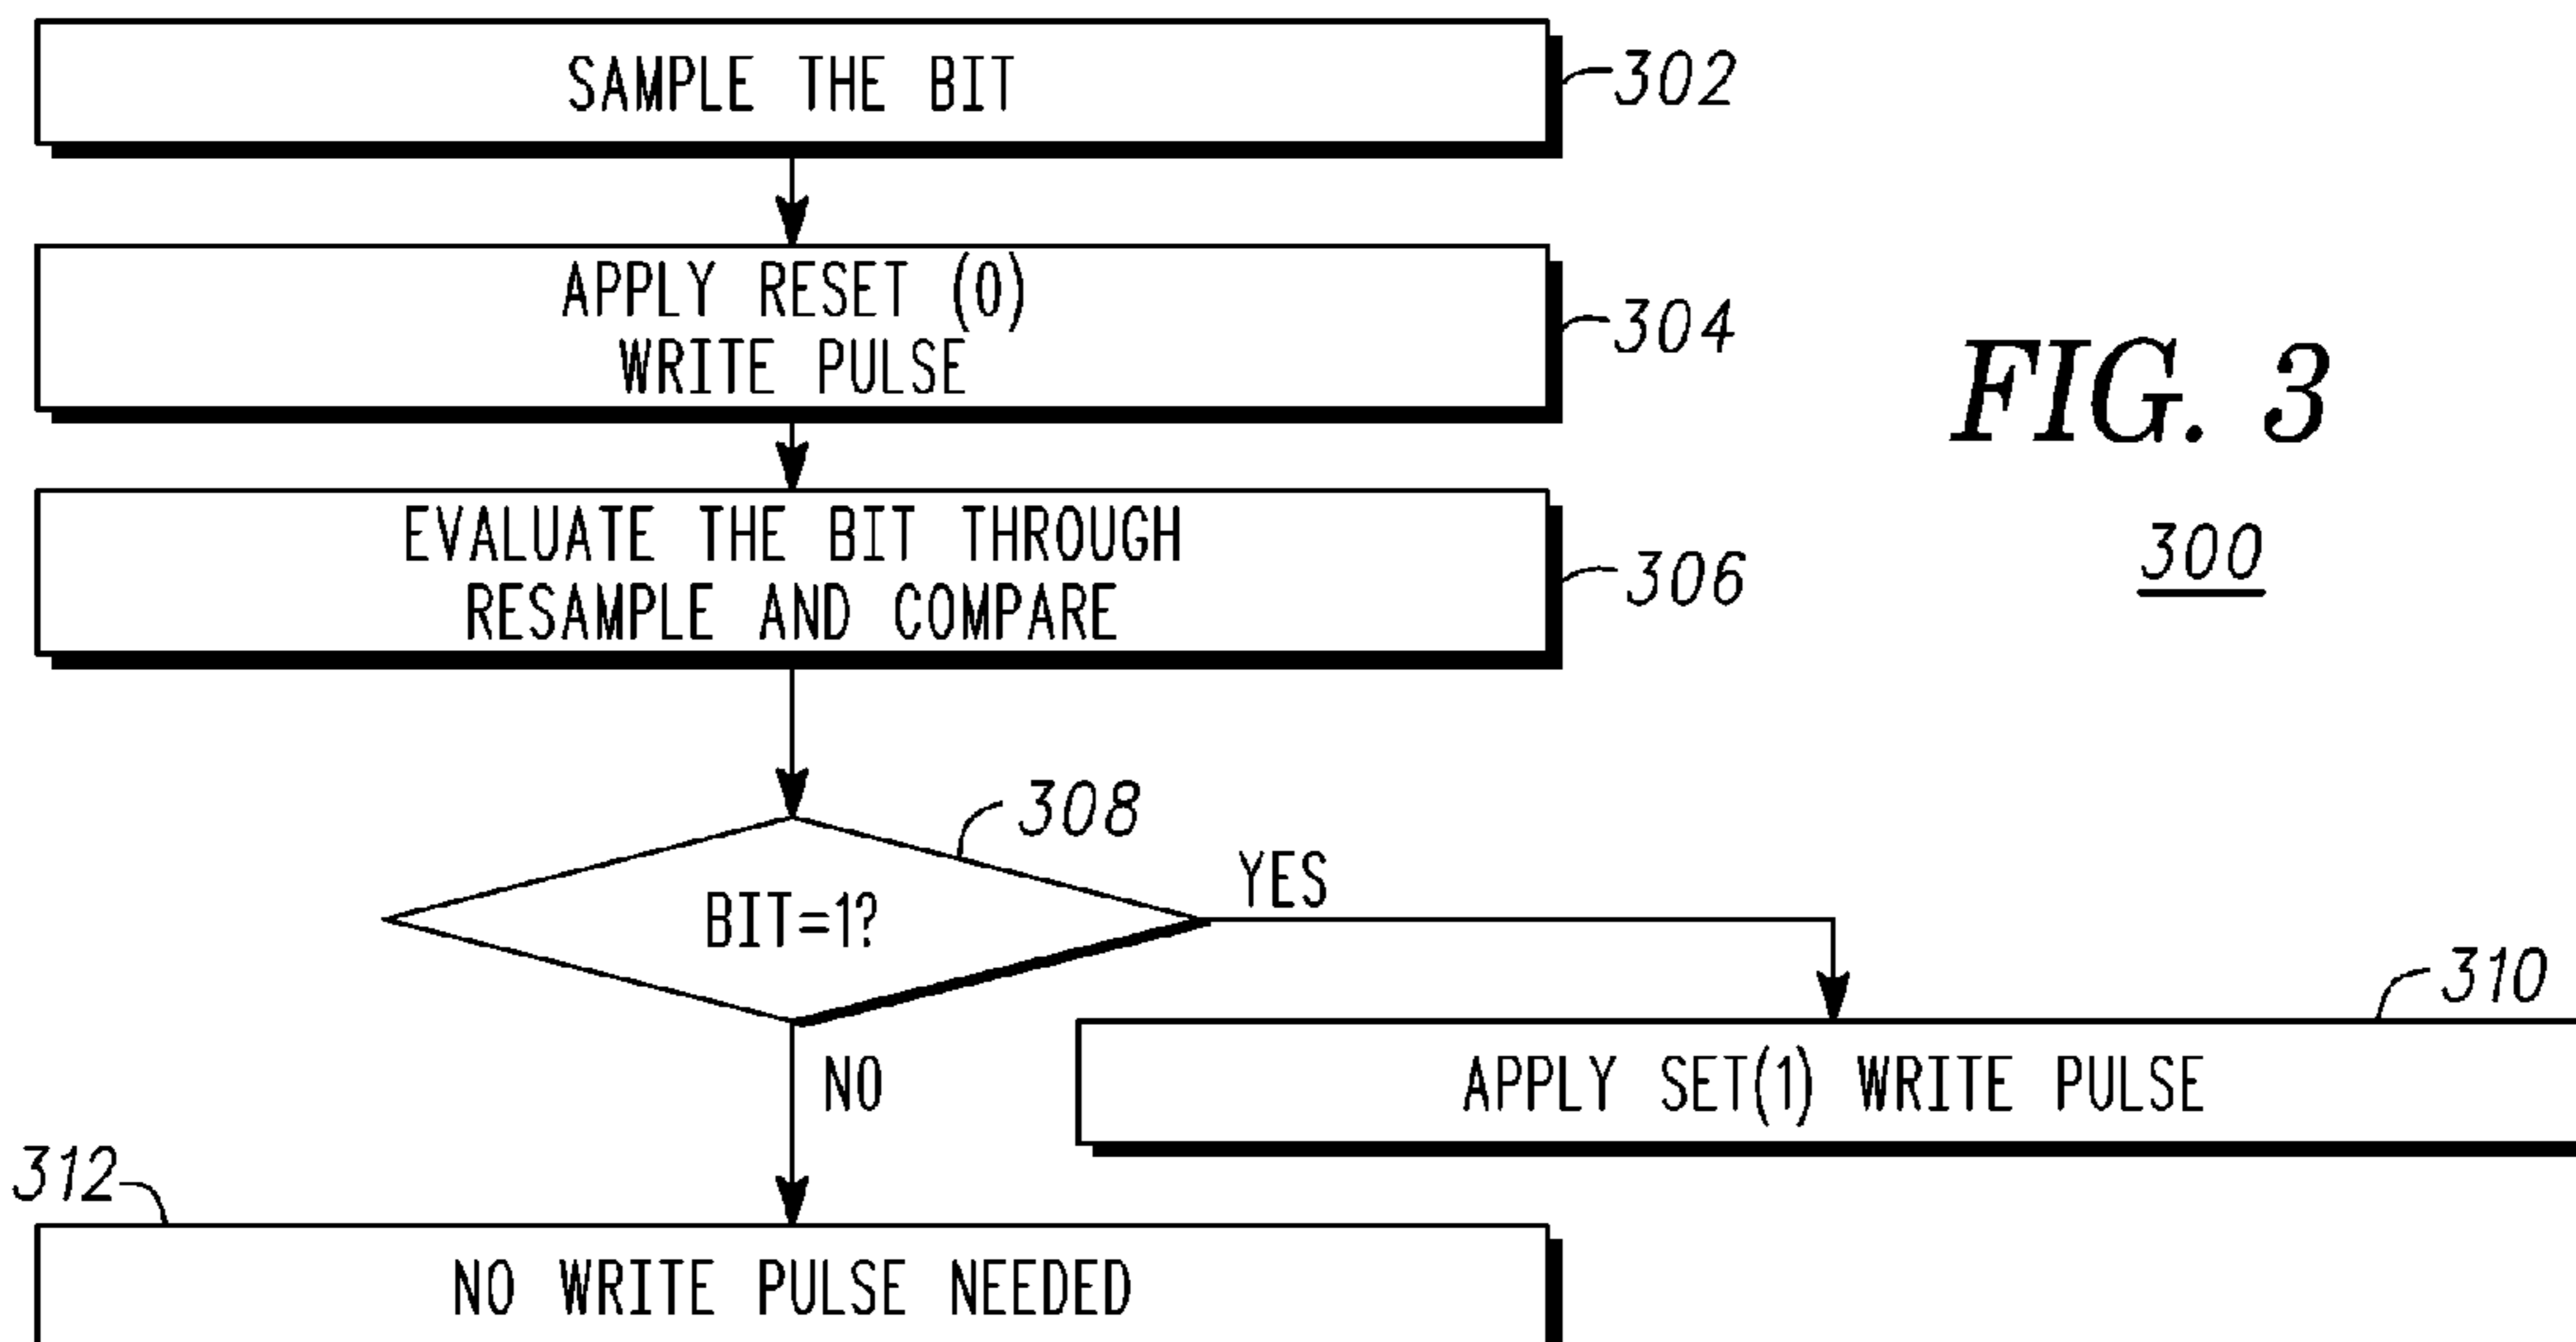 SAMPLE THE BIT
302
APPLY RESET (0)
WRITE PULSE
304
FIG. 3
300
EVALUATE THE BIT THROUGH
RESAMPLE AND COMPARE
306
308
BIT=1?
YES
NO
310
APPLY SET(1) WRITE PULSE
312
NO WRITE PULSE NEEDED